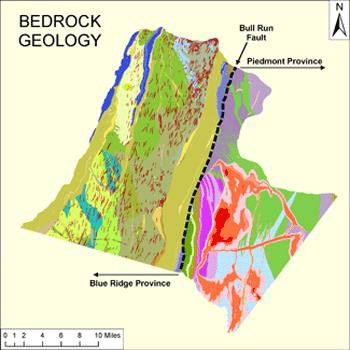 BEDROCK
GEOLOGY
N
Bull Run
Fault
Piedmont Province
Blue Ridge Province
0 1 2 4 6 8 10 Miles